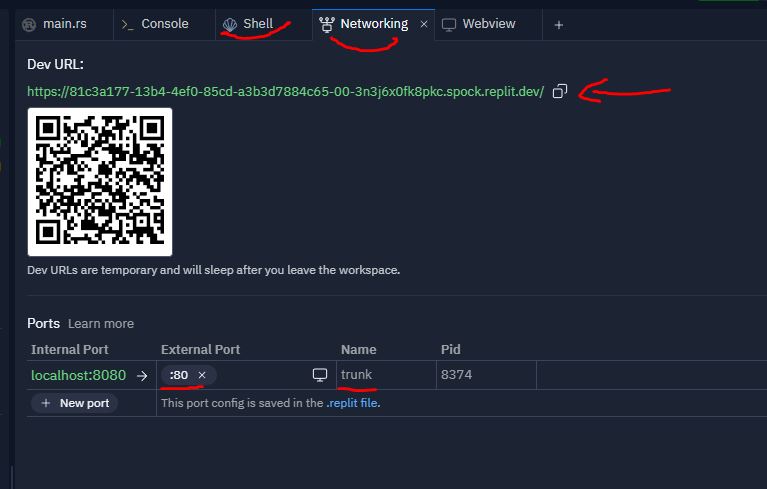 main.rs Console Shell Networking Webview
Dev URL:
https://81c3a177-13b4-4ef0-85cd-a3b3d7884c65-00-3n3j6x0fk8pkc.spock.replit.dev/
Dev URLs are temporary and will sleep after you leave the workspace.
Ports Learn more
Internal Port External Port Name Pid
localhost:8080 → :80 × trunk 8374
+ New port This port config is saved in the .replit file.